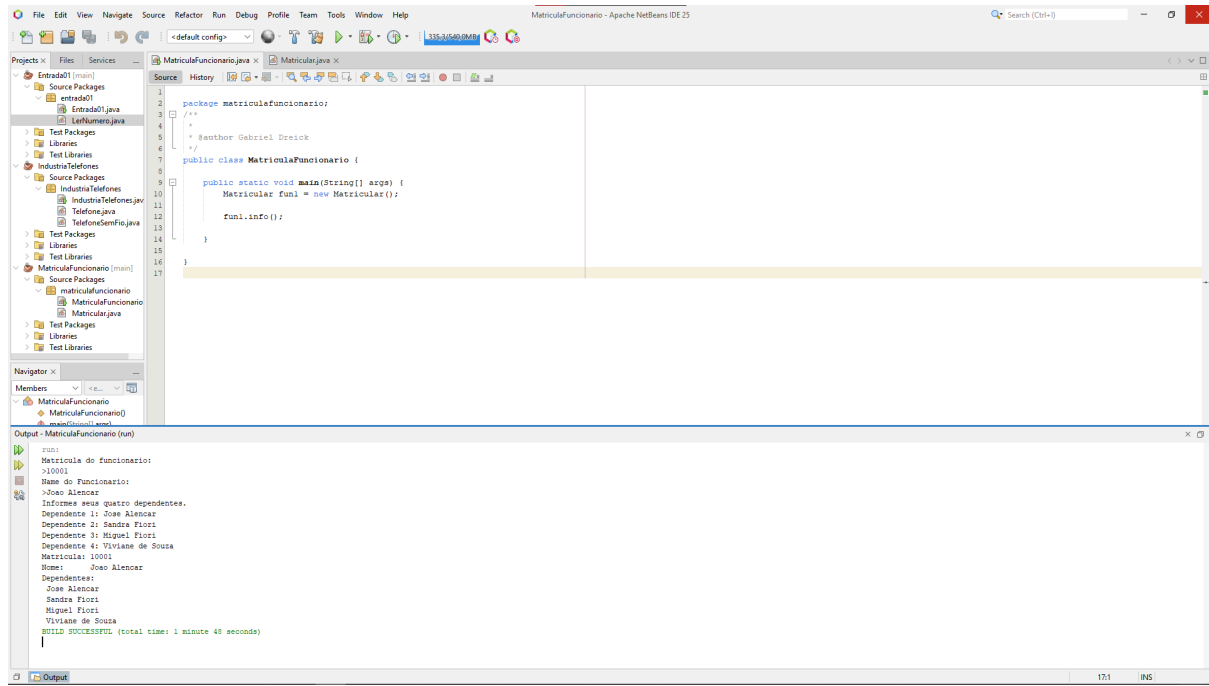 File Edit View Navigate Source Refactor Run Debug Profile Team Tools Window Help MatriculaFuncionario - Apache NetBeans IDE 25 Search (Ctrl+I)
<default config> 335,3/540,0MB
Projects Files Services MatriculaFuncionario.java Matricular.java
Source History
Entrada01 [main]
Source Packages
entrada01
Entrada01.java
LerNumero.java
Test Packages
Libraries
Test Libraries
IndustriaTelefones
Source Packages
IndustriaTelefones
IndustriaTelefones.jav
Telefone.java
TelefoneSemFio.java
Test Packages
Libraries
Test Libraries
MatriculaFuncionario [main]
Source Packages
matriculafuncionario
MatriculaFuncionario
Matricular.java
Test Packages
Libraries
Test Libraries
1
2 package matriculafuncionario;
3 /**
4 *
5 * @author Gabriel Dreick
6 */
7 public class MatriculaFuncionario {
8
9 public static void main(String[] args) {
10 Matricular fun1 = new Matricular();
11
12 fun1.info();
13
14 }
15
16 }
17
Navigator
Members <e...
MatriculaFuncionario
MatriculaFuncionario()
main(String[] args)
Output - MatriculaFuncionario (run)
run:
Matricula do funcionario:
>10001
Name do Funcionario:
>Joao Alencar
Informes seus quatro dependentes.
Dependente 1: Jose Alencar
Dependente 2: Sandra Fiori
Dependente 3: Miguel Fiori
Dependente 4: Viviane de Souza
Matricula: 10001
Nome: Joao Alencar
Dependentes:
Jose Alencar
Sandra Fiori
Miguel Fiori
Viviane de Souza
BUILD SUCCESSFUL (total time: 1 minute 48 seconds)
Output 17:1 INS